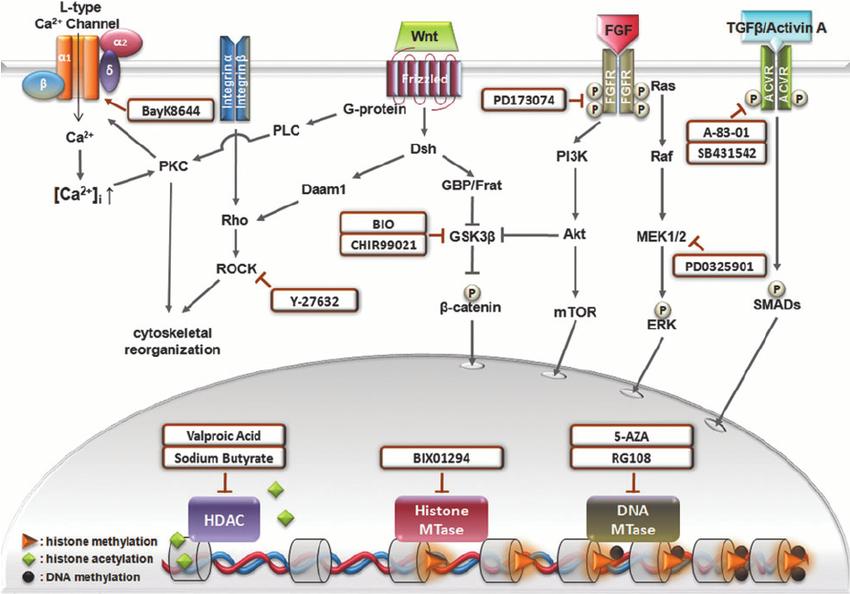 L-type
Ca²⁺ Channel
α1
α2
β
δ
Integrin α
Integrin β
Wnt
Frizzled
FGF
FGFR
FGFR
P
P
P
P
TGFβ/Activin A
ACVR
ACVR
P
P
BayK8644
PD173074
Ras
A-83-01
SB431542
G-protein
PLC
Ca²⁺
PKC
Dsh
PI3K
Raf
[Ca²⁺]i ↑
Daam1
GBP/Frat
Rho
BIO
CHIR99021
GSK3β
Akt
MEK1/2
PD0325901
ROCK
Y-27632
P
β-catenin
mTOR
P
ERK
P
SMADs
cytoskeletal
reorganization
Valproic Acid
Sodium Butyrate
BIX01294
5-AZA
RG108
HDAC
Histone
MTase
DNA
MTase
: histone methylation
: histone acetylation
: DNA methylation